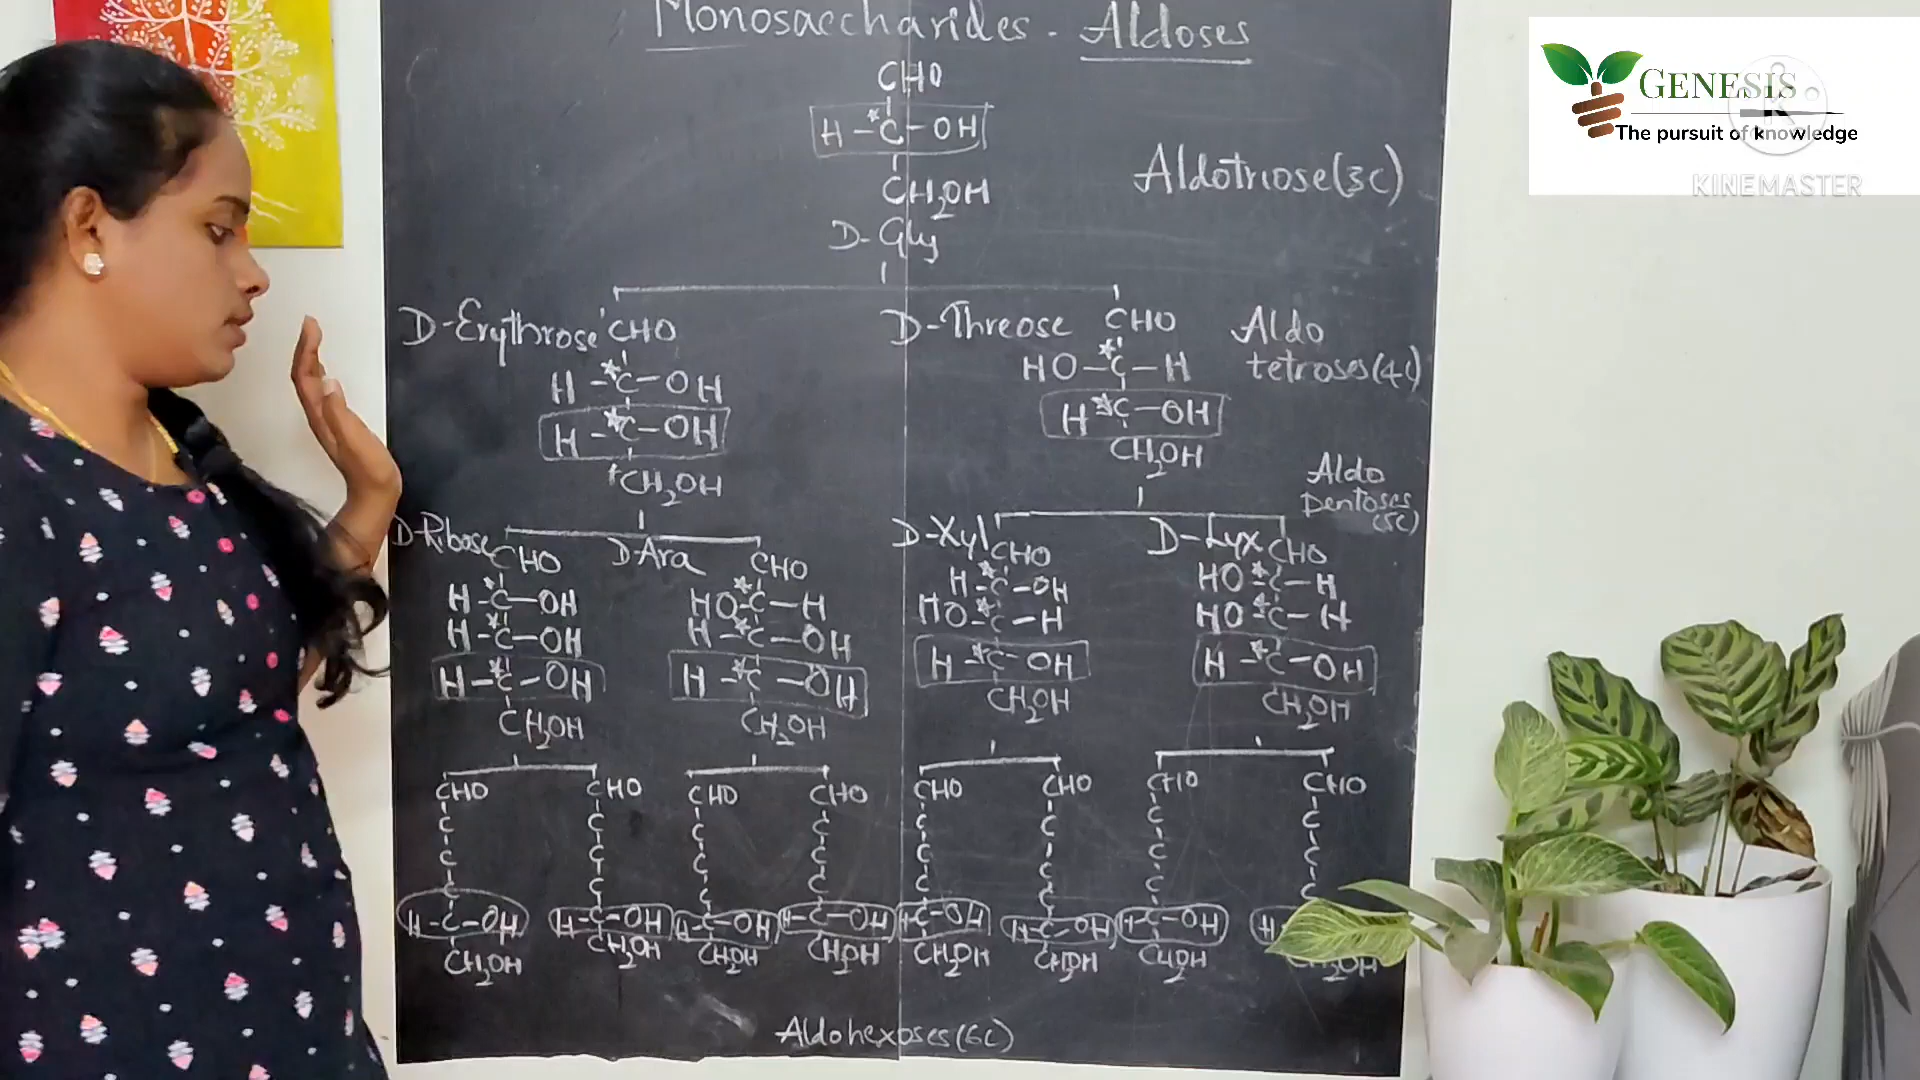 Monosaccharides - Aldoses
CHO
H-*C-OH
CH2OH
D-Gly
Aldotriose(3C)
D-Erythrose
CHO
H-*C-OH
H-*C-OH
CH2OH
D-Threose
CHO
HO-*C-H
H*C-OH
CH2OH
Aldo
tetroses(4C)
Aldo
Pentoses
(5C)
D-Ribose
CHO
H-*C-OH
H-*C-OH
H-*C-OH
CH2OH
D-Ara
CHO
HO-*C-H
H-*C-OH
H-*C-OH
CH2OH
D-Xyl
CHO
H-*C-OH
HO-*C-H
H-*C-OH
CH2OH
D-Lyx
CHO
HO-*C-H
HO-*C-H
H-*C-OH
CH2OH
CHO CHO CHO CHO CHO CHO CHO CHO
C C C C C C C C
C C C C C C C C
C C C C C C C C
H-C-OH H-C-OH H-C-OH H-C-OH H-C-OH H-C-OH H-C-OH H
CH2OH CH2OH CH2OH CH2OH CH2OH CH2OH CH2OH CH2OH
Aldohexoses(6C)
GENESIS
The pursuit of knowledge
K
KINEMASTER